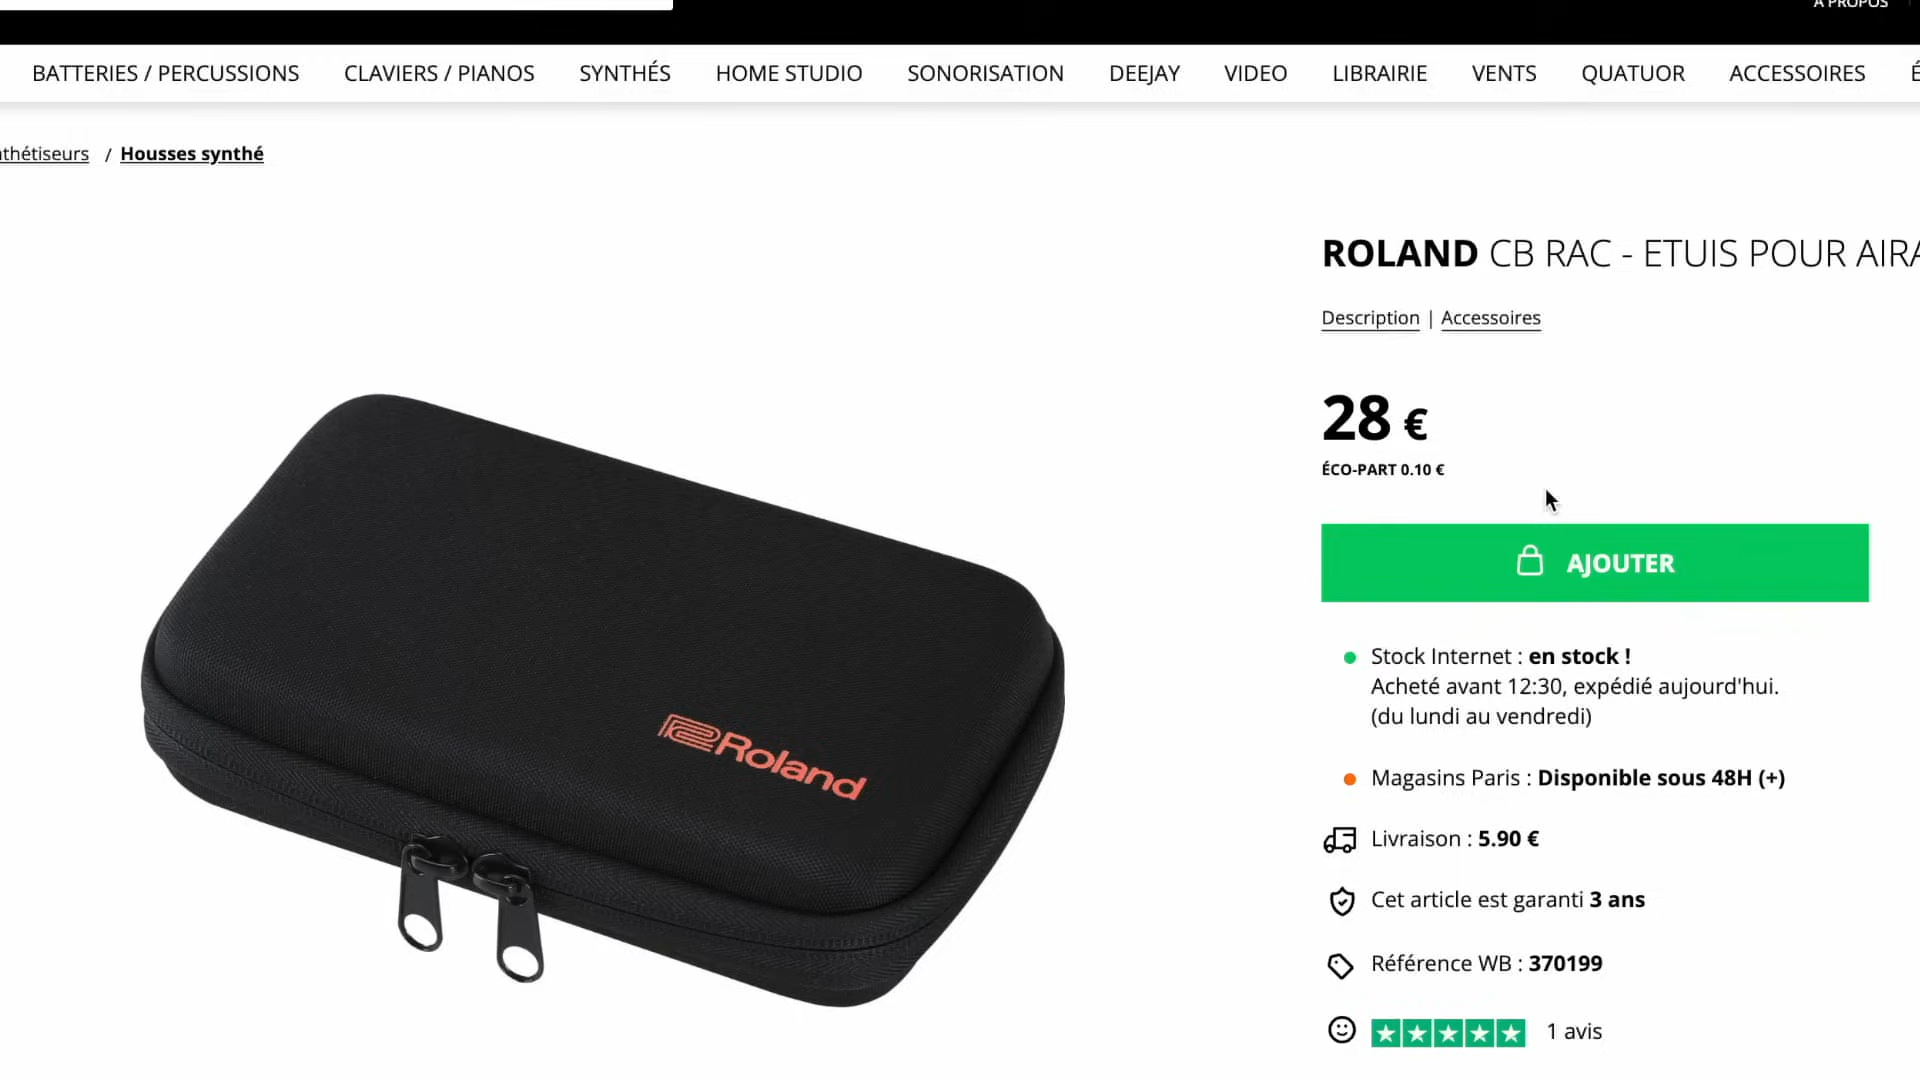 À PROPOS
BATTERIES / PERCUSSIONS CLAVIERS / PIANOS SYNTHÉS HOME STUDIO SONORISATION DEEJAY VIDEO LIBRAIRIE VENTS QUATUOR ACCESSOIRES
thétiseurs / Housses synthé
ROLAND CB RAC - ETUIS POUR AIRA
Description | Accessoires
28 €
ÉCO-PART 0.10 €
AJOUTER
Stock Internet : en stock !
Acheté avant 12:30, expédié aujourd'hui.
(du lundi au vendredi)
Magasins Paris : Disponible sous 48H (+)
Livraison : 5.90 €
Cet article est garanti 3 ans
Référence WB : 370199
1 avis
Roland